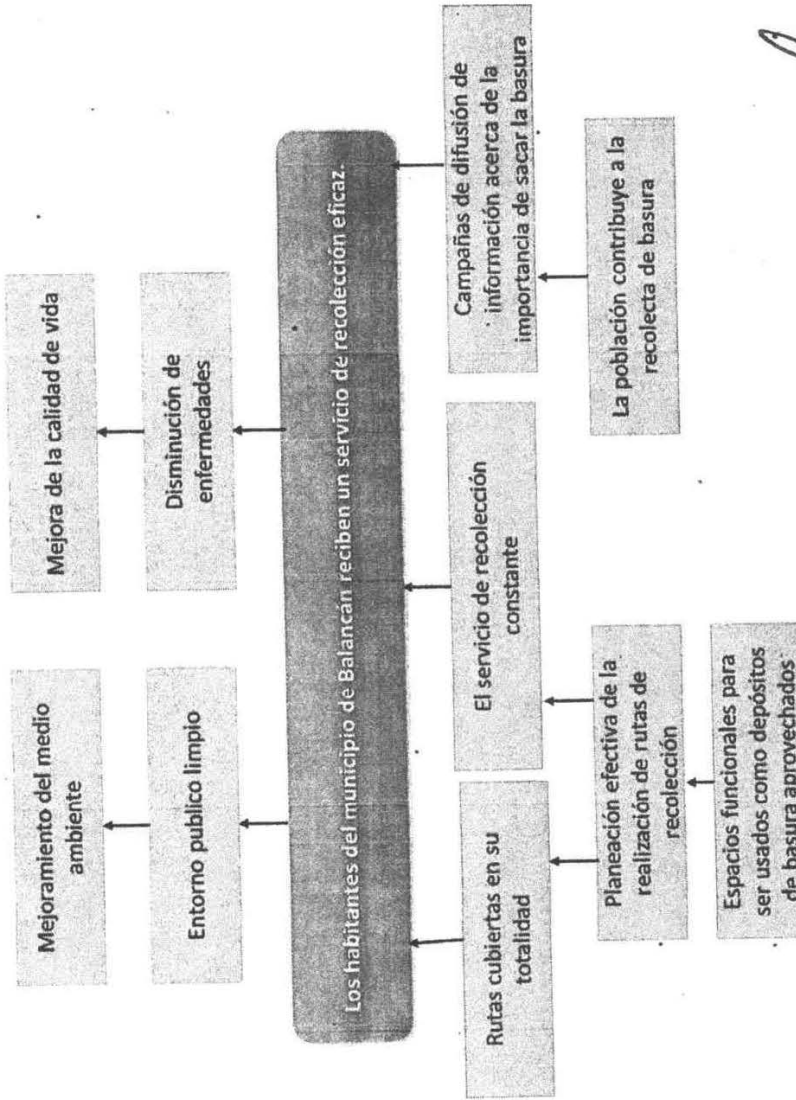 Mejoramiento del medio
ambiente
Mejora de la calidad de vida
Entorno publico limpio
Disminución de
enfermedades
Los habitantes del municipio de Balancán reciben un servicio de recolección eficaz.
Rutas cubiertas en su
totalidad
El servicio de recolección
constante
Campañas de difusión de
información acerca de la
importancia de sacar la basura
Planeación efectiva de la
realización de rutas de
recolección
La población contribuye a la
recolecta de basura
Espacios funcionales para
ser usados como depósitos
de basura aprovechados